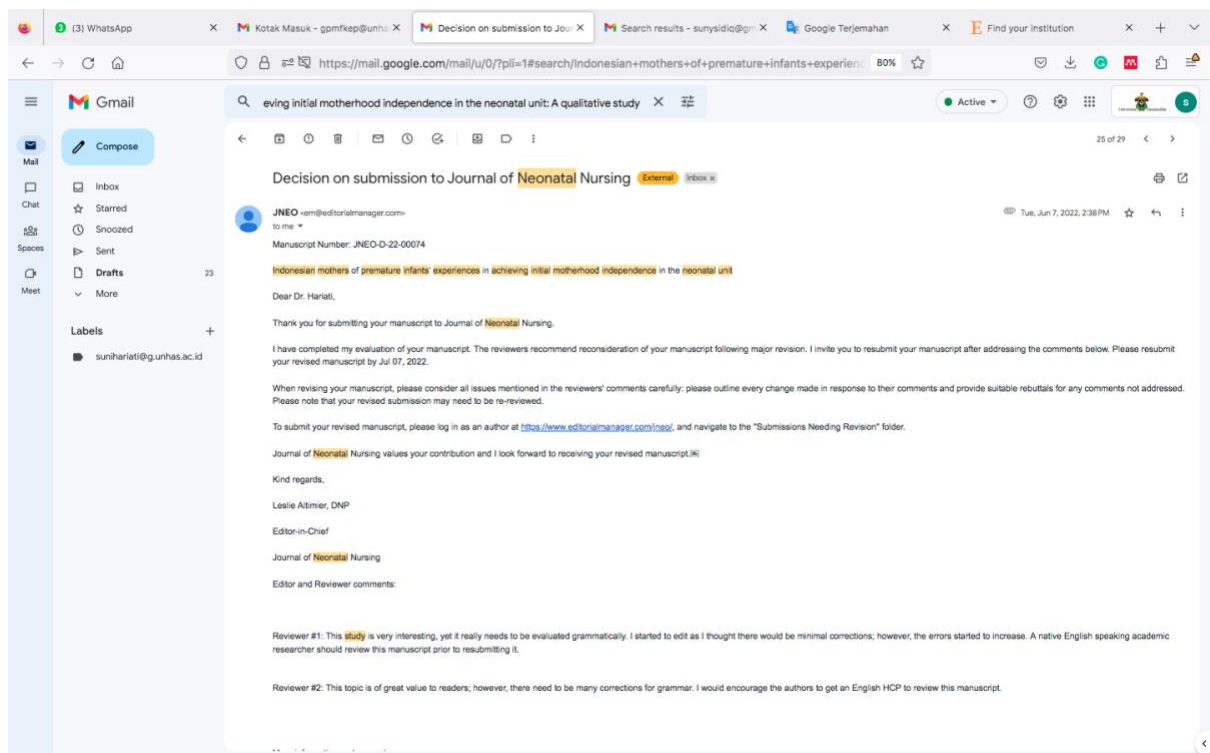 (3) WhatsApp
Kotak Masuk - gpmfkep@unha
Decision on submission to Jour
Search results - sunysidiq@gm
Google Terjemahan
Find your institution
https://mail.google.com/mail/u/0/?pli=1#search/Indonesian+mothers+of+premature+infants+experienc
80%
Gmail
eving initial motherhood independence in the neonatal unit: A qualitative study
Active
S
Mail
Chat
Spaces
Meet
Compose
Inbox
Starred
Snoozed
Sent
Drafts 23
More
Labels
sunihariati@g.unhas.ac.id
25 of 29
Decision on submission to Journal of Neonatal Nursing External Inbox x
JNEO <em@editorialmanager.com>
to me
Tue, Jun 7, 2022, 2:38 PM
Manuscript Number: JNEO-D-22-00074
Indonesian mothers of premature infants' experiences in achieving initial motherhood independence in the neonatal unit
Dear Dr. Hariati,
Thank you for submitting your manuscript to Journal of Neonatal Nursing.
I have completed my evaluation of your manuscript. The reviewers recommend reconsideration of your manuscript following major revision. I invite you to resubmit your manuscript after addressing the comments below. Please resubmit
your revised manuscript by Jul 07, 2022.
When revising your manuscript, please consider all issues mentioned in the reviewers' comments carefully: please outline every change made in response to their comments and provide suitable rebuttals for any comments not addressed.
Please note that your revised submission may need to be re-reviewed.
To submit your revised manuscript, please log in as an author at https://www.editorialmanager.com/jneo/, and navigate to the "Submissions Needing Revision" folder.
Journal of Neonatal Nursing values your contribution and I look forward to receiving your revised manuscript.
Kind regards,
Leslie Altimier, DNP
Editor-in-Chief
Journal of Neonatal Nursing
Editor and Reviewer comments:
Reviewer #1: This study is very interesting, yet it really needs to be evaluated grammatically. I started to edit as I thought there would be minimal corrections; however, the errors started to increase. A native English speaking academic
researcher should review this manuscript prior to resubmitting it.
Reviewer #2: This topic is of great value to readers; however, there need to be many corrections for grammar. I would encourage the authors to get an English HCP to review this manuscript.